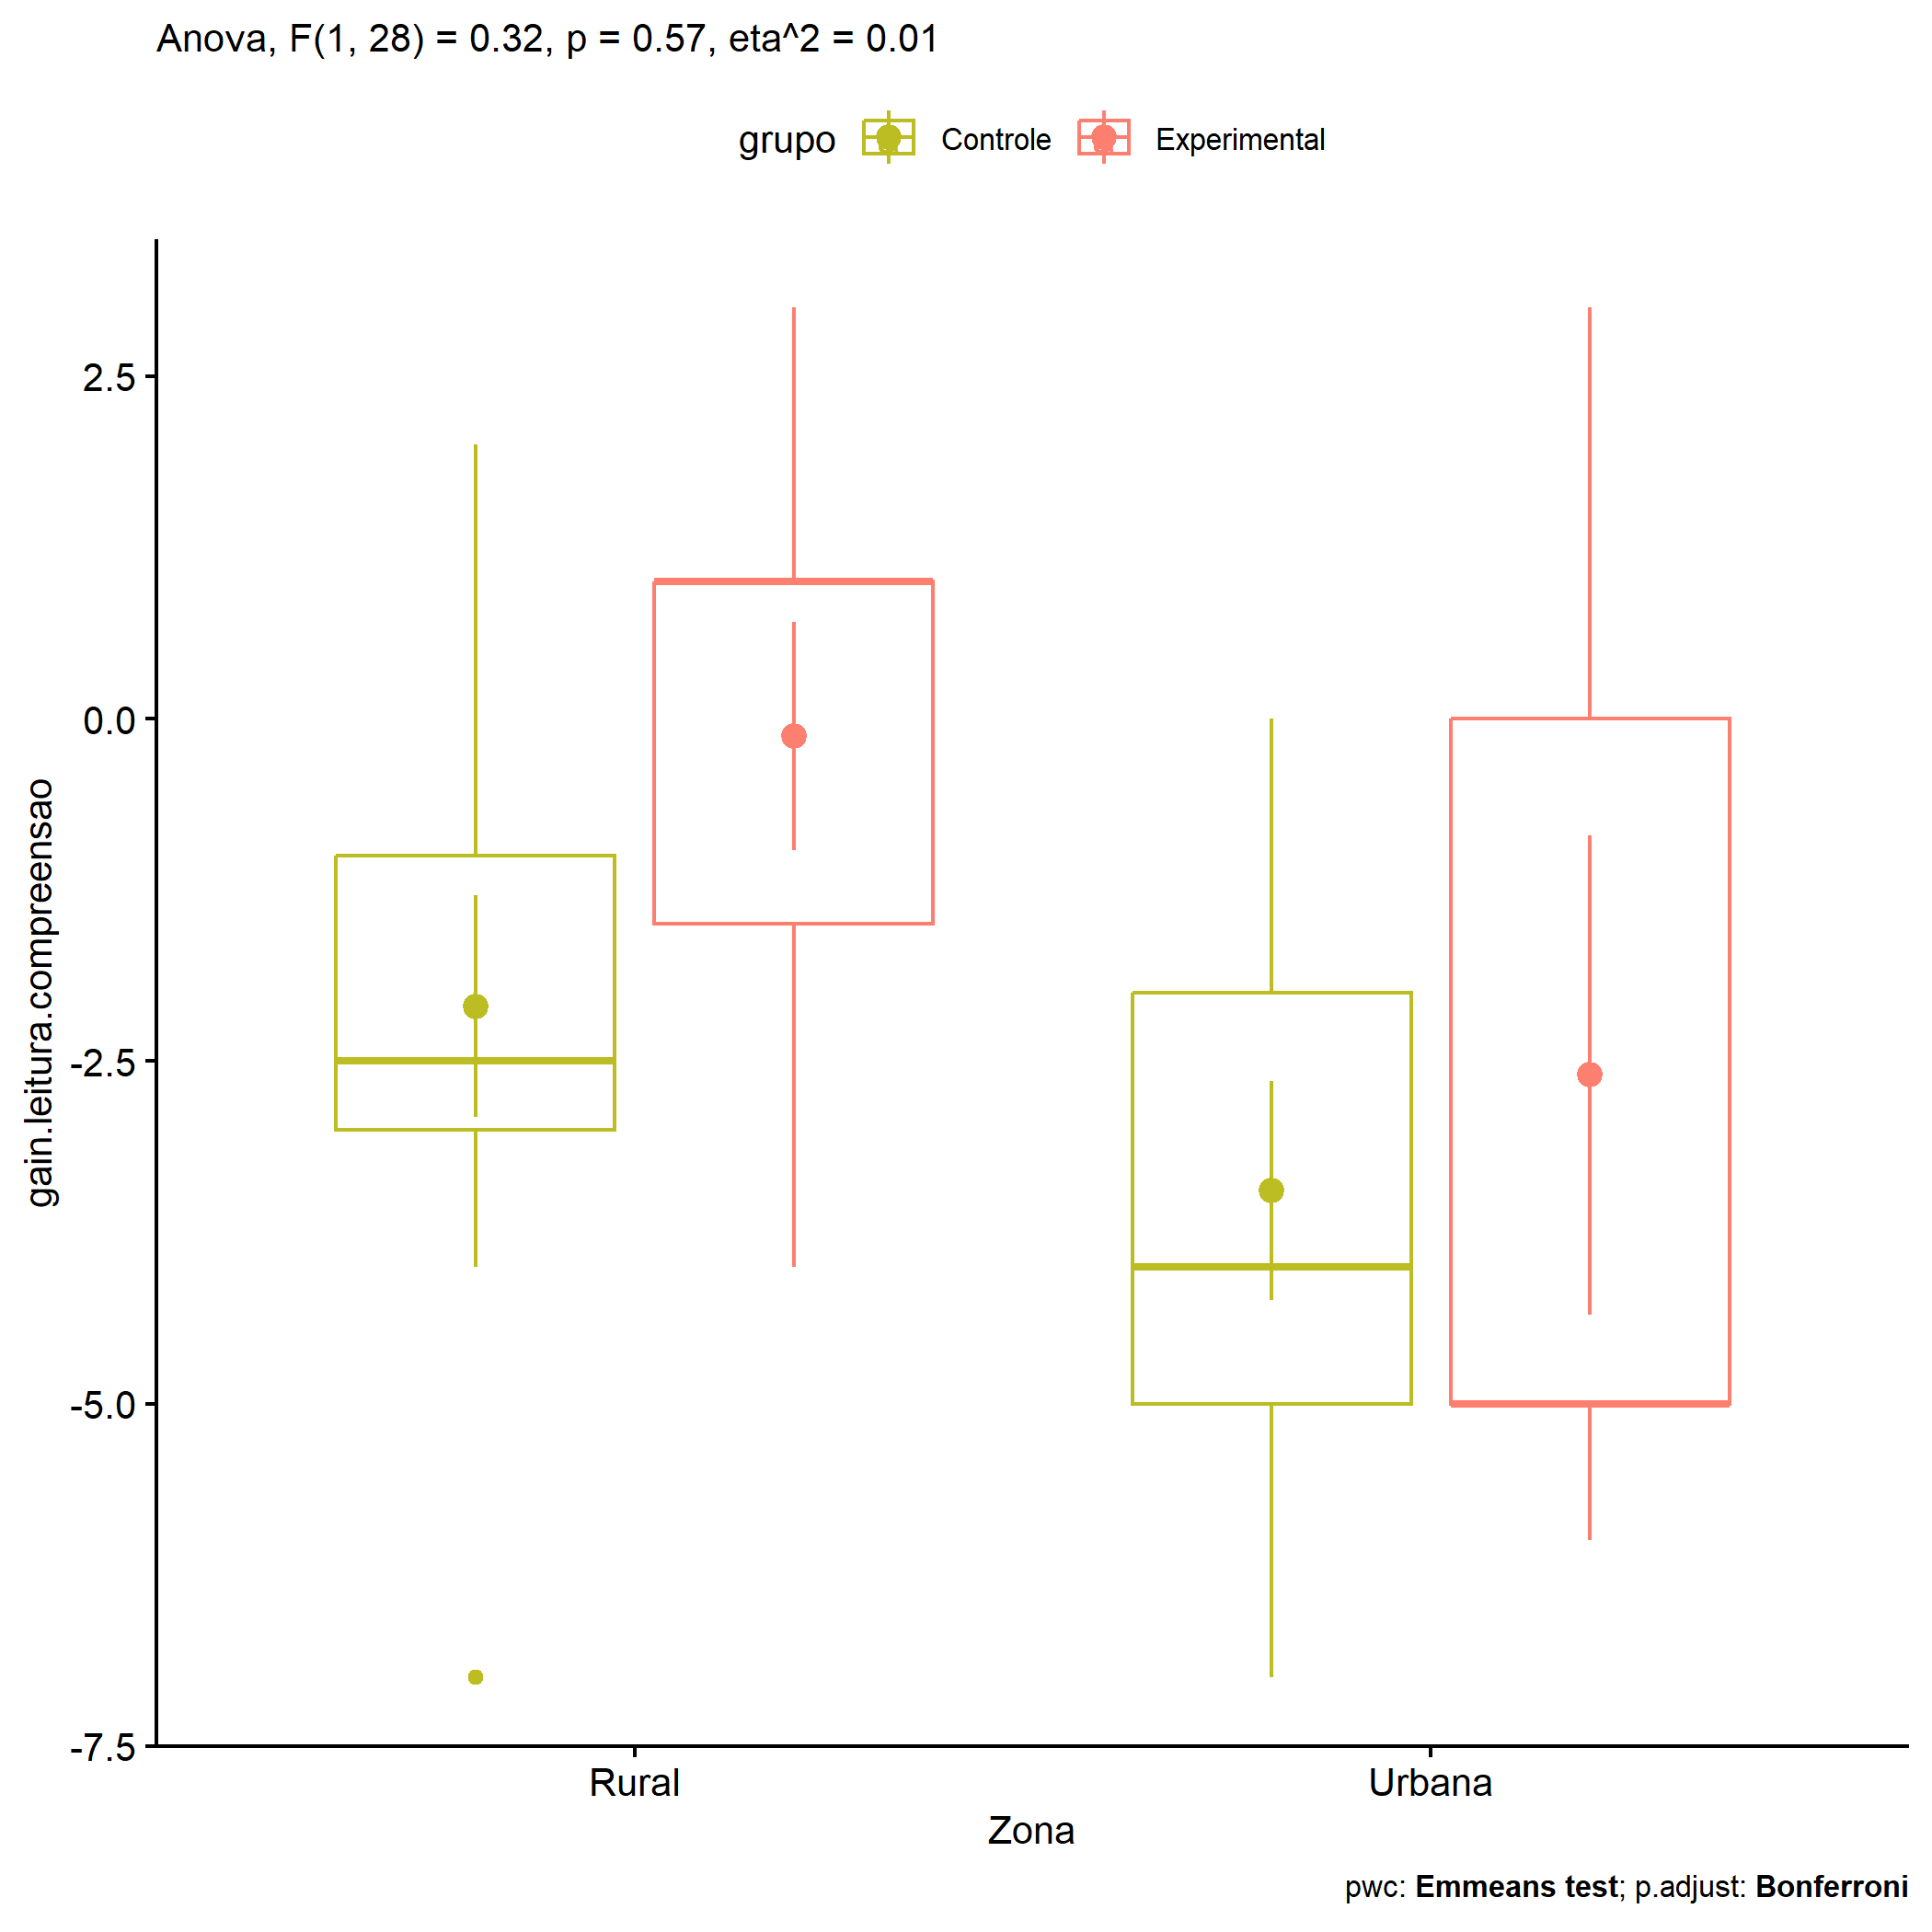 Anova, F(1, 28) = 0.32, p = 0.57, eta^2 = 0.01
grupo Controle Experimental
gain.leitura.compreensao
2.5
0.0
-2.5
-5.0
-7.5
Rural Urbana
Zona
pwc: Emmeans test; p.adjust: Bonferroni